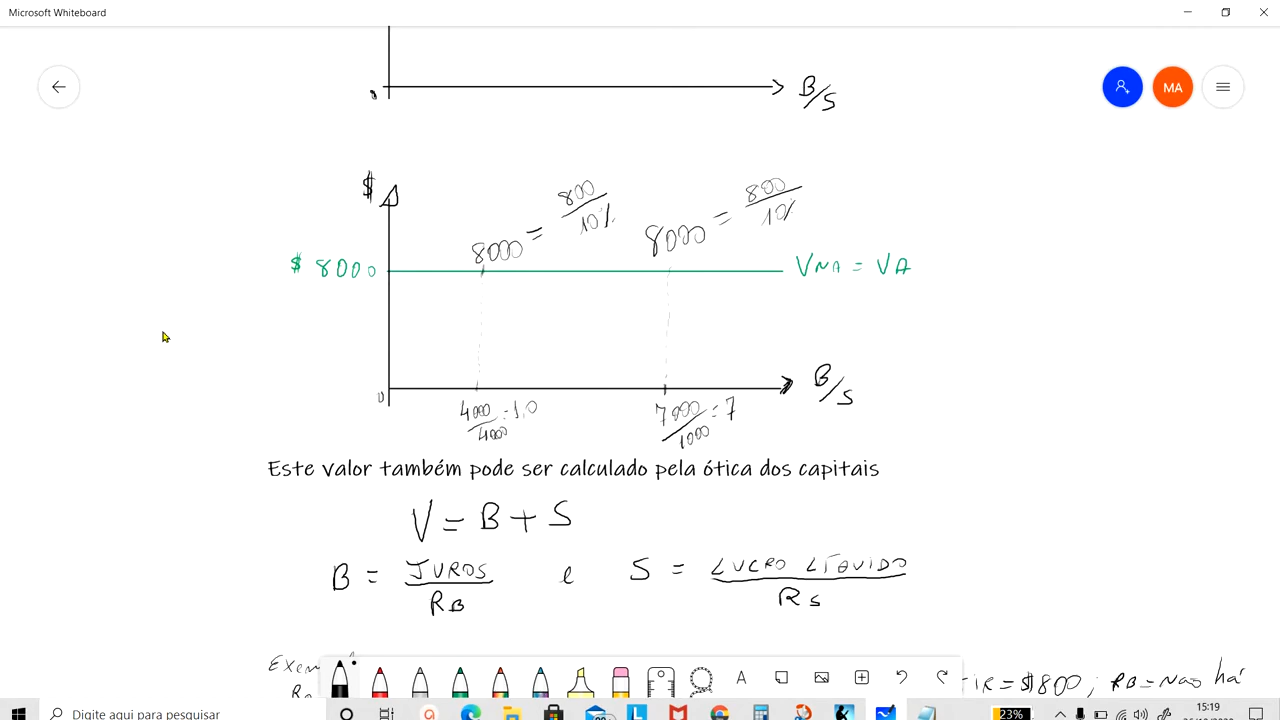 Microsoft Whiteboard
B/S
MA
$
8000 = 800/10%
8000 = 800/10%
$ 8000
VNA = VA
0
B/S
4000/4000 = 1,0
7000/1000 = 7
Este valor também pode ser calculado pela ótica dos capitais
V = B + S
B = JUROS/RB e S = LUCRO LÍQUIDO/RS
IR = $800; RB = Não há
A
Digite aqui para pesquisar
23%
15:19